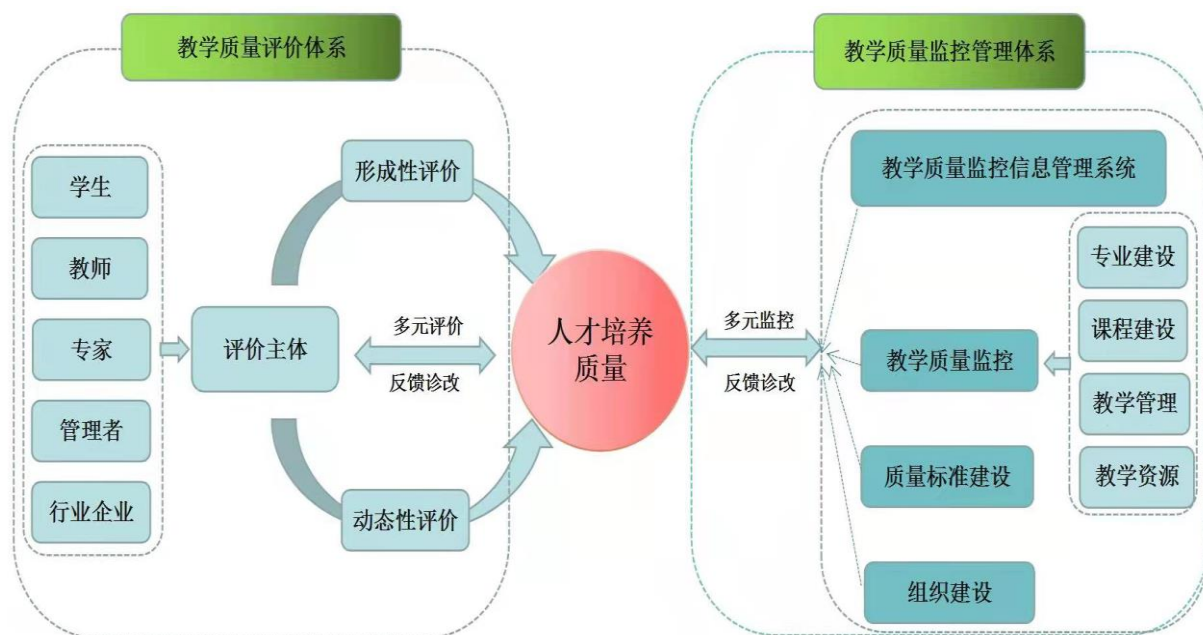 教学质量评价体系
教学质量监控管理体系
学生
教师
专家
管理者
行业企业
评价主体
形成性评价
多元评价
反馈诊改
动态性评价
人才培养
质量
多元监控
反馈诊改
教学质量监控信息管理系统
教学质量监控
质量标准建设
组织建设
专业建设
课程建设
教学管理
教学资源